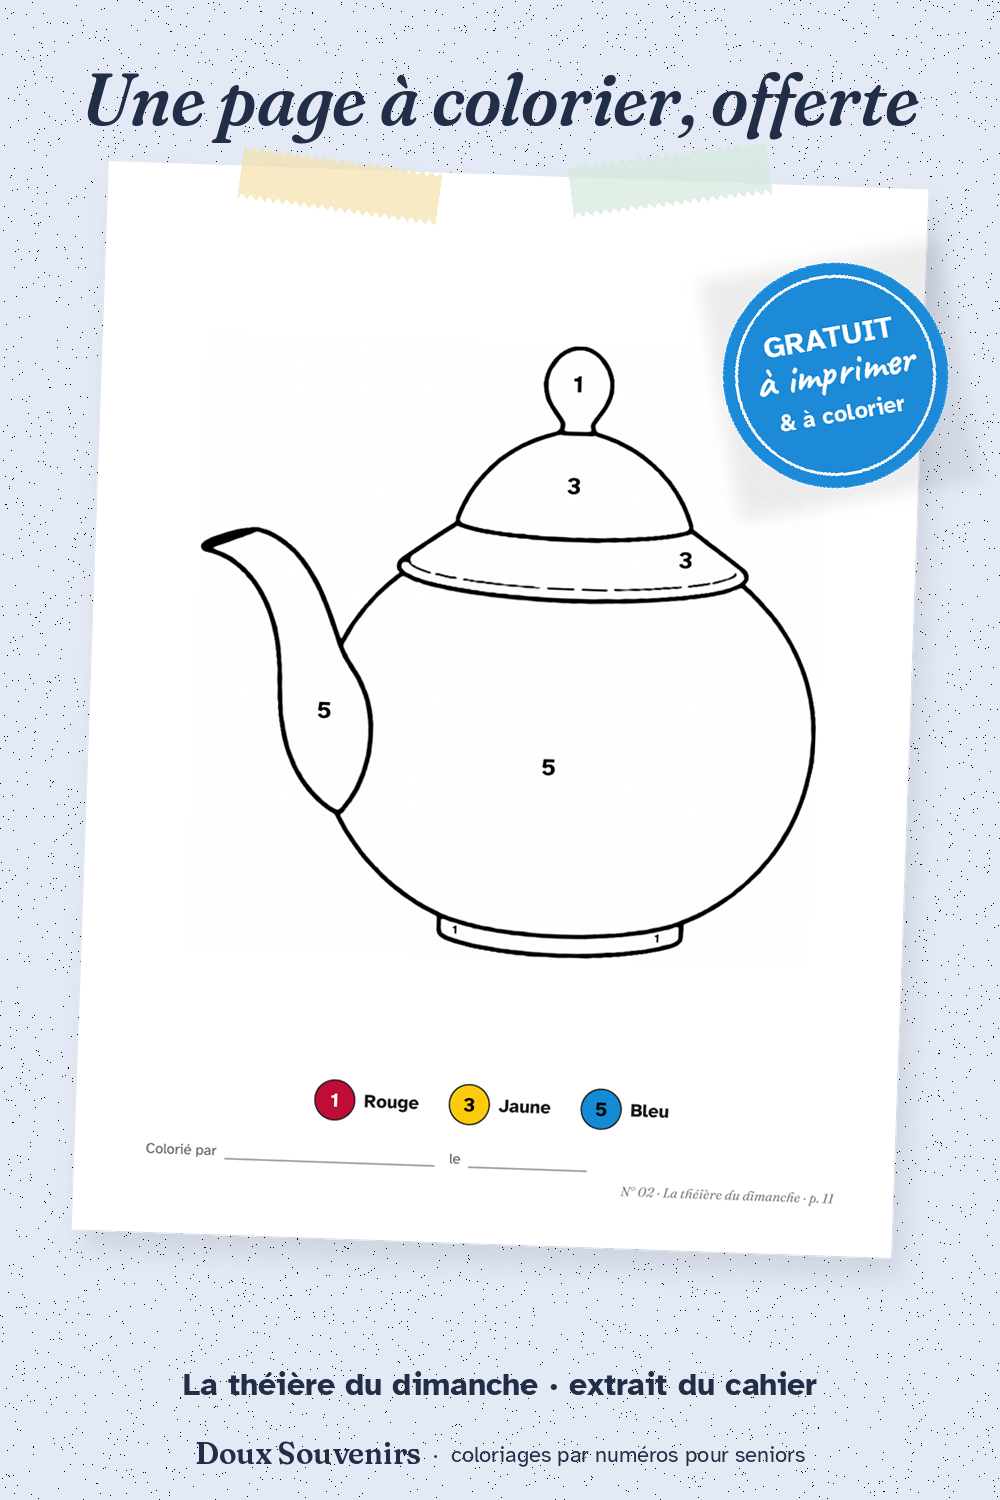 Une page à colorier, offerte
GRATUIT
à imprimer
& à colorier
1
3
3
5
5
1 1
1 Rouge 3 Jaune 5 Bleu
Colorié par ____________ le ____________
N° 02 · La théière du dimanche · p. 11
La théière du dimanche · extrait du cahier
Doux Souvenirs · coloriages par numéros pour seniors